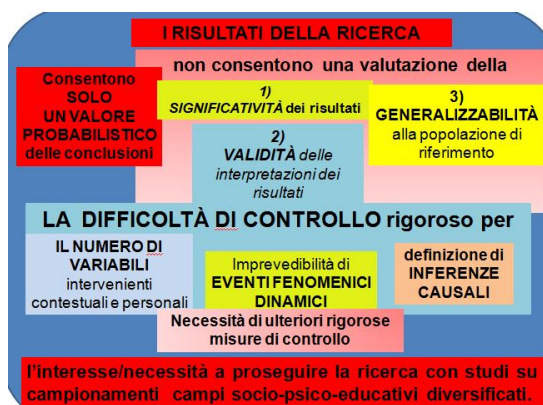 I RISULTATI DELLA RICERCA
non consentono una valutazione della
Consentono
SOLO
UN VALORE
PROBABILISTICO
delle conclusioni
1)
SIGNIFICATIVITÀ dei risultati
2)
VALIDITÀ delle
interpretazioni dei
risultati
3)
GENERALIZZABILITÀ
alla popolazione di
riferimento
LA DIFFICOLTÀ DI CONTROLLO rigoroso per
IL NUMERO DI
VARIABILI
intervenienti
contestuali e personali
Imprevedibilità di
EVENTI FENOMENICI
DINAMICI
definizione di
INFERENZE
CAUSALI
Necessità di ulteriori rigorose
misure di controllo
l'interesse/necessità a proseguire la ricerca con studi su
campionamenti campi socio-psico-educativi diversificati.